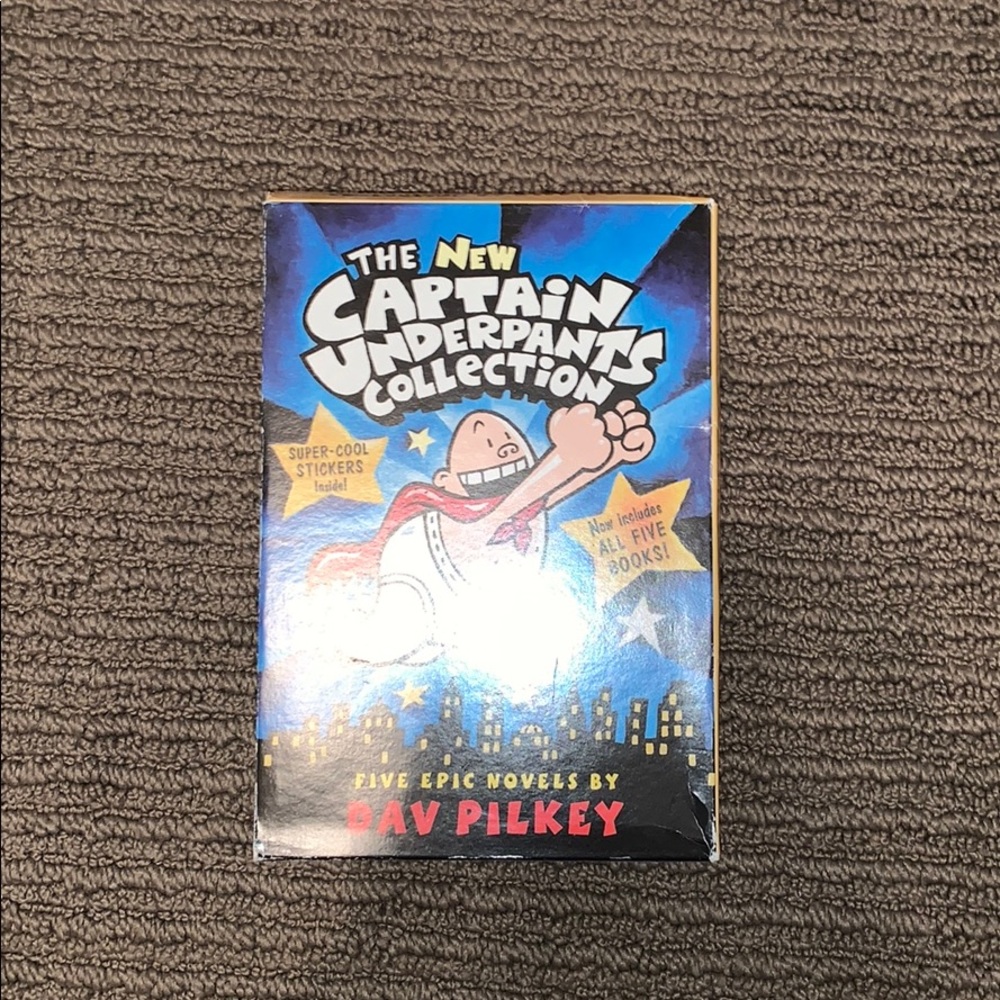 THE NEW
CAPTAiN
UNDERPANTS
COLLECTiON
SUPER-COOL
STICKERS
Inside!
Now includes
ALL FIVE
BOOKS!
FIVE EPIC NOVELS BY
DAV PILKEY